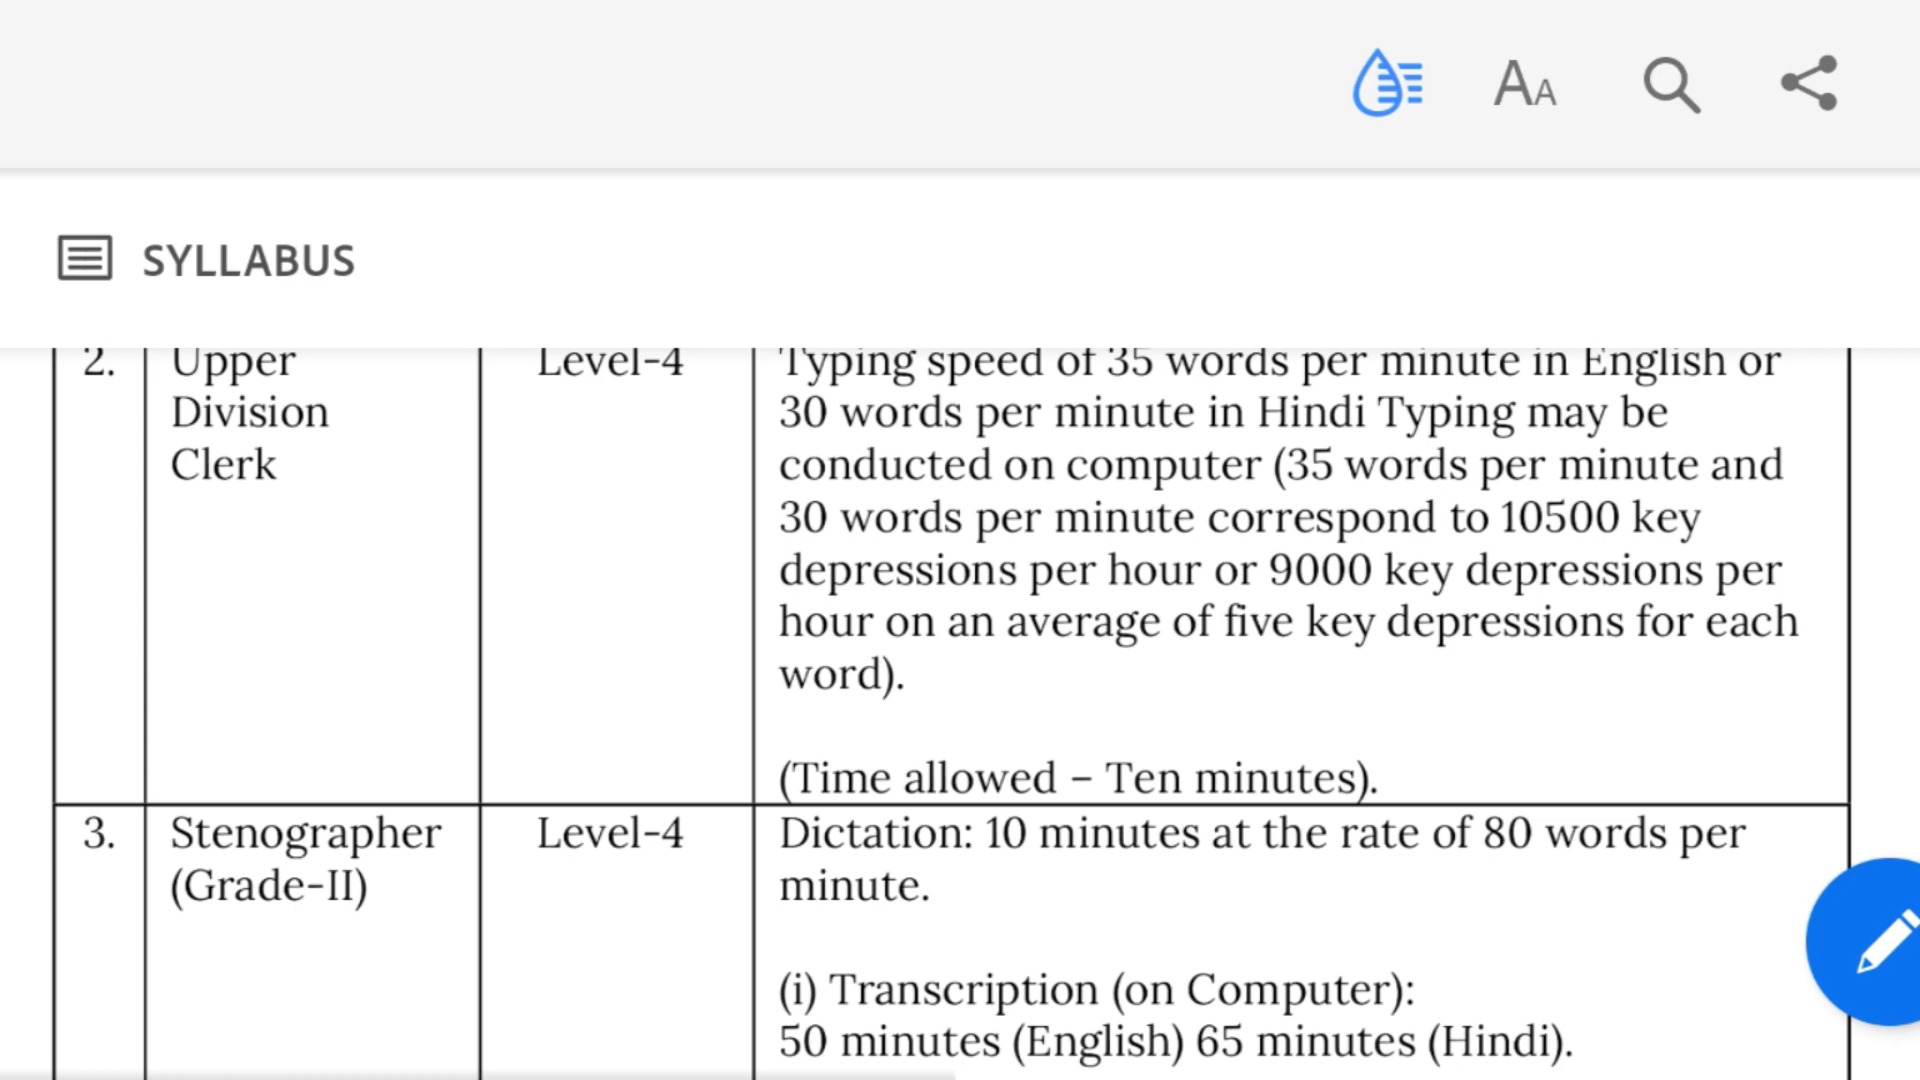 AA
SYLLABUS
2. Upper Level-4 Typing speed of 35 words per minute in English or
Division 30 words per minute in Hindi Typing may be
Clerk conducted on computer (35 words per minute and
30 words per minute correspond to 10500 key
depressions per hour or 9000 key depressions per
hour on an average of five key depressions for each
word).
(Time allowed – Ten minutes).
3. Stenographer Level-4 Dictation: 10 minutes at the rate of 80 words per
(Grade-II) minute.
(i) Transcription (on Computer):
50 minutes (English) 65 minutes (Hindi).